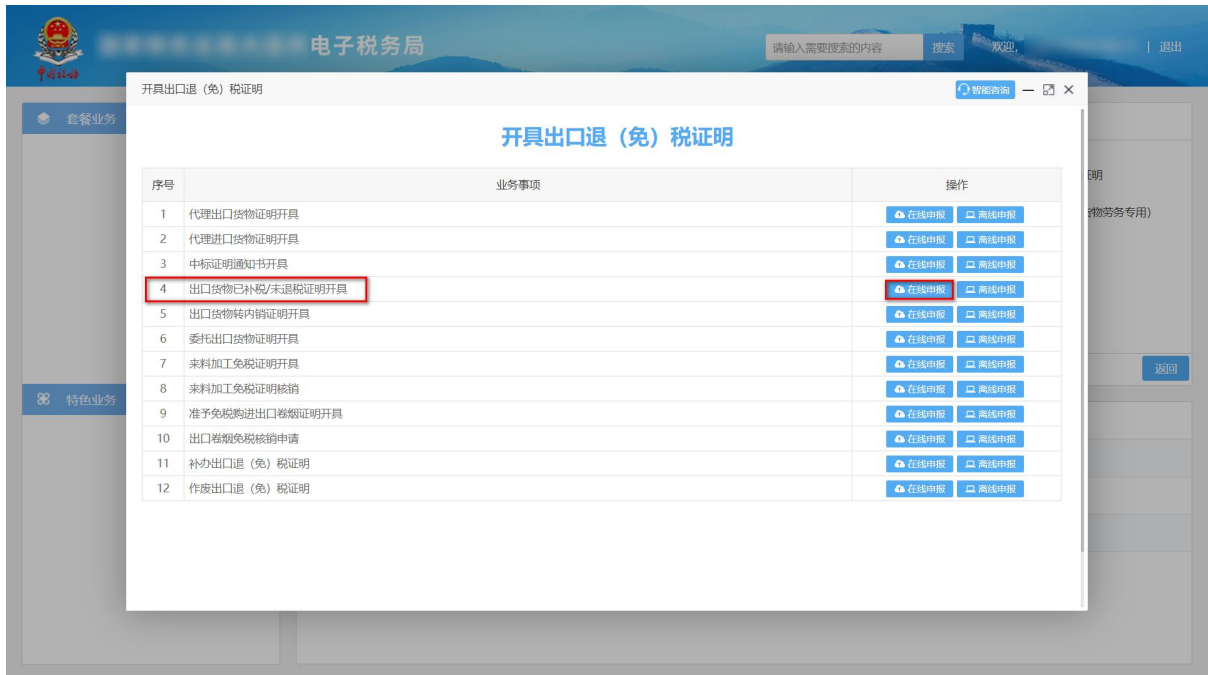 电子税务局
请输入需要搜索的内容 搜索 欢迎, | 退出
中国税务
开具出口退（免）税证明 智能咨询
套餐业务
开具出口退（免）税证明
序号 业务事项 操作
证明
1 代理出口货物证明开具 在线申报 离线申报
货物劳务专用)
2 代理进口货物证明开具 在线申报 离线申报
3 中标证明通知书开具 在线申报 离线申报
4 出口货物已补税/未退税证明开具 在线申报 离线申报
5 出口货物转内销证明开具 在线申报 离线申报
6 委托出口货物证明开具 在线申报 离线申报
7 来料加工免税证明开具 在线申报 离线申报
返回
8 来料加工免税证明核销 在线申报 离线申报
特色业务
9 准予免税购进出口卷烟证明开具 在线申报 离线申报
10 出口卷烟免税核销申请 在线申报 离线申报
11 补办出口退（免）税证明 在线申报 离线申报
12 作废出口退（免）税证明 在线申报 离线申报